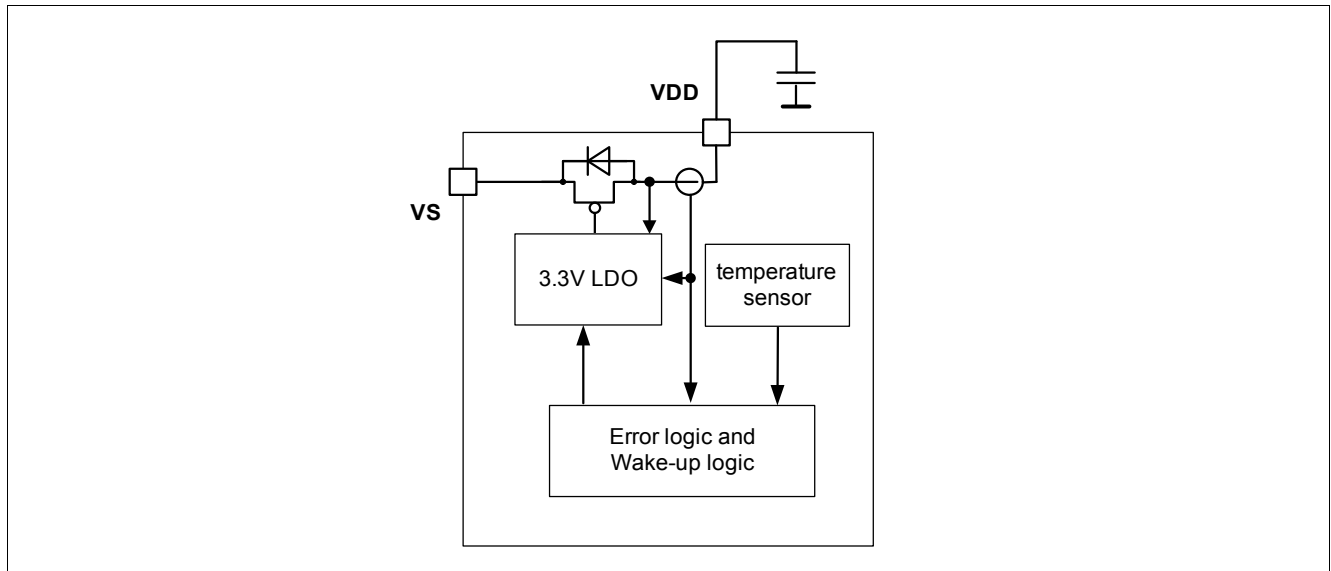 VDD
VS
3.3V LDO
temperature
sensor
Error logic and
Wake-up logic